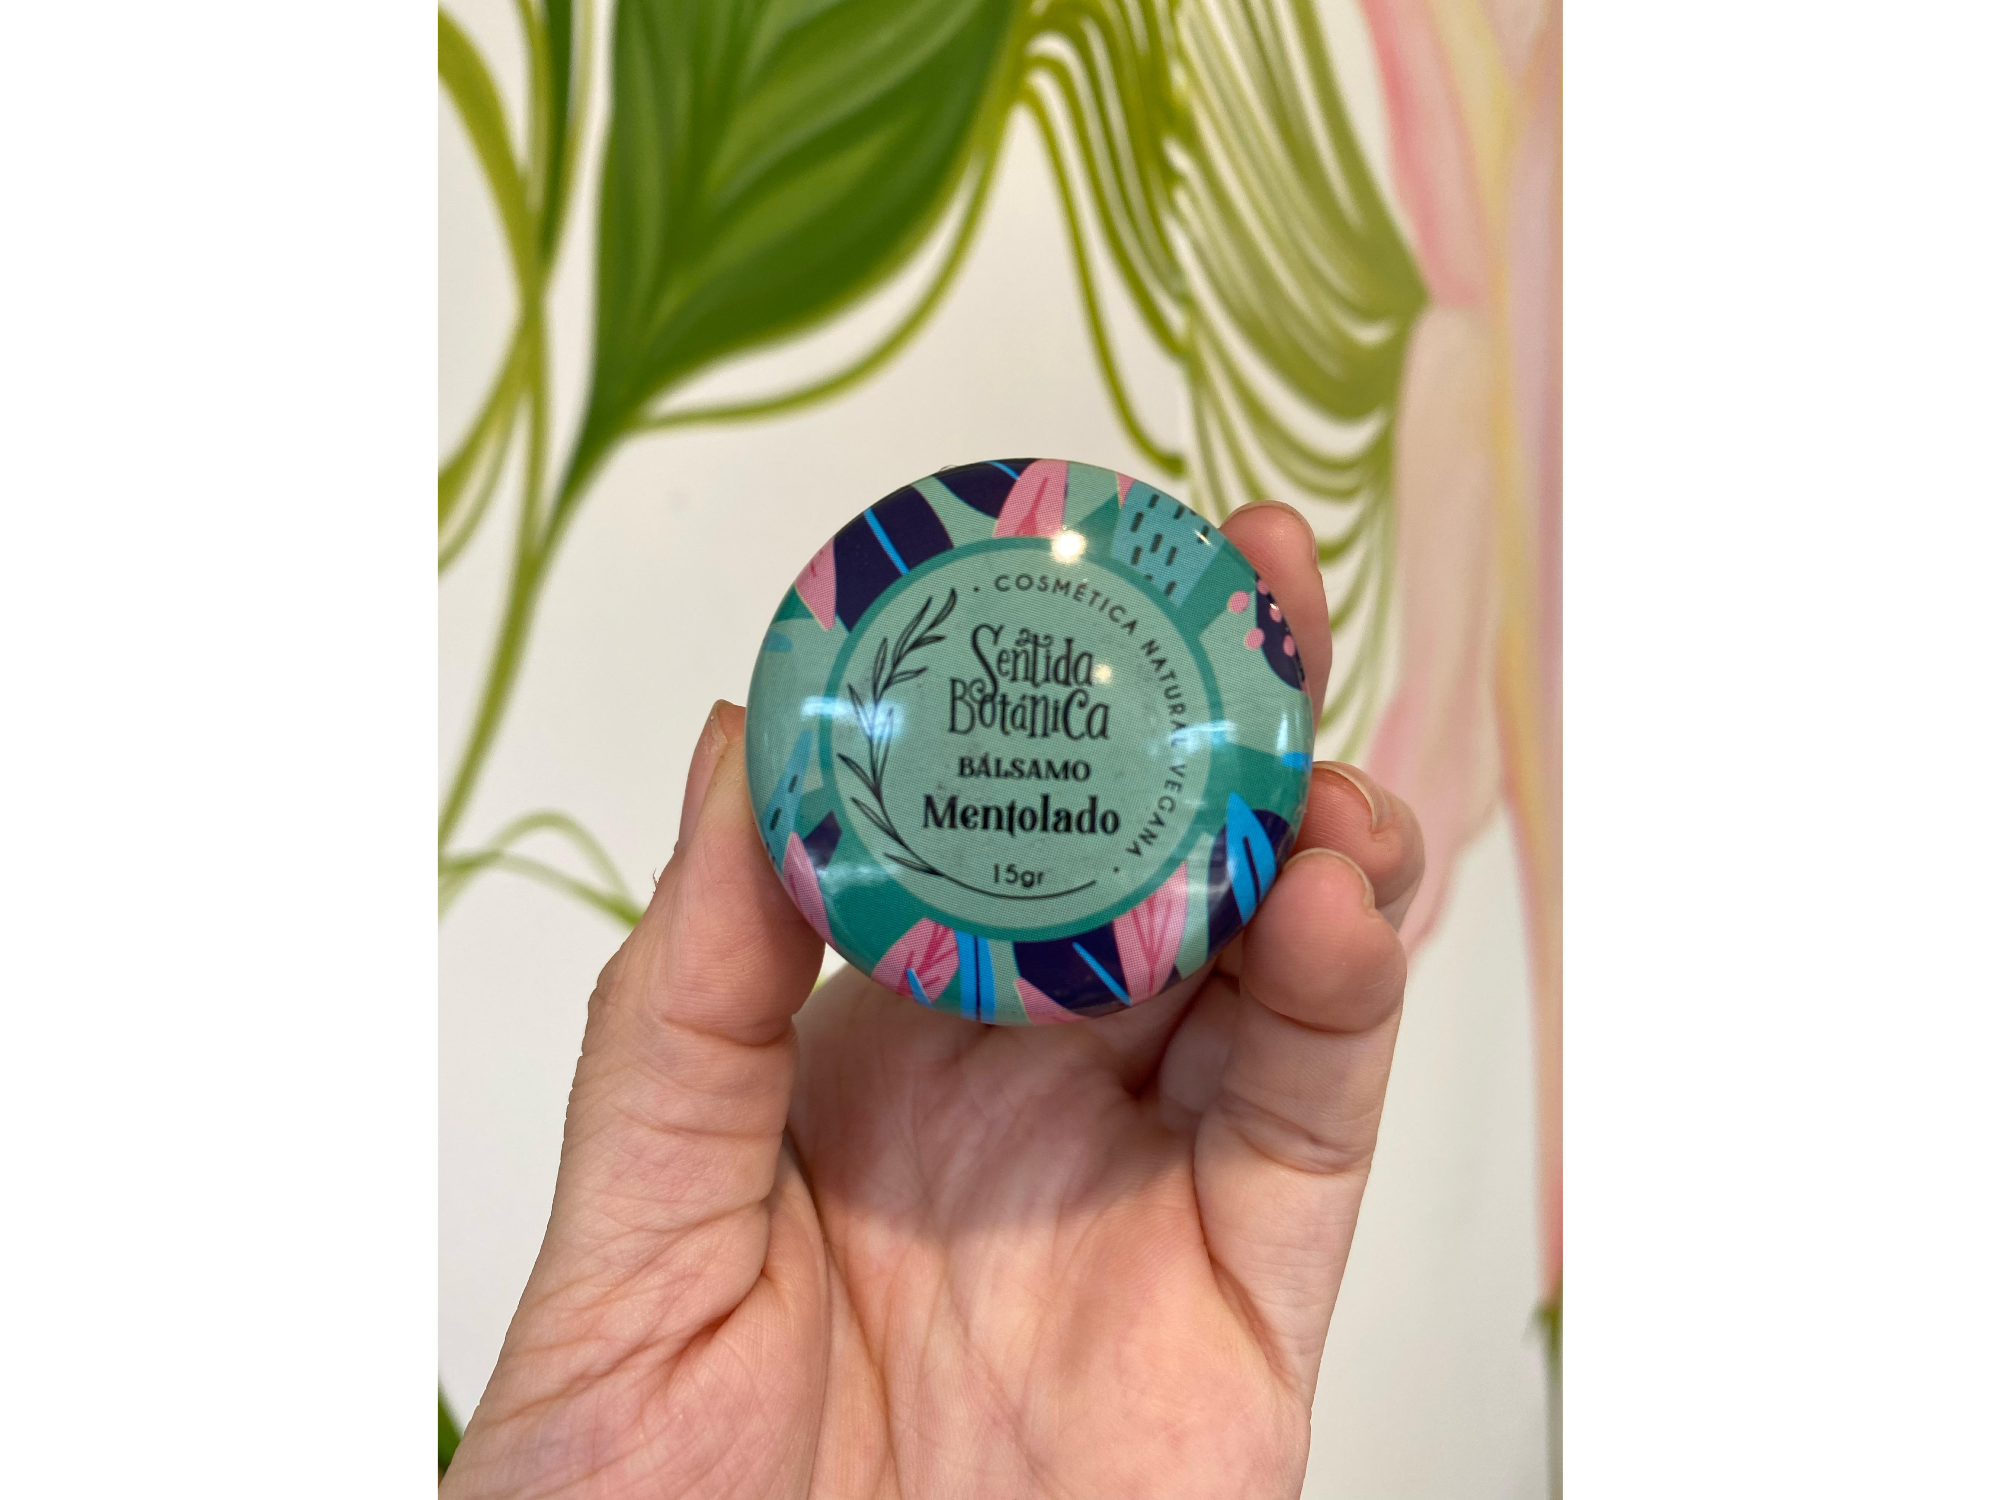 COSMÉTICA NATURAL VEGANA
Sentida
Botánica
BÁLSAMO
Mentolado
15gr